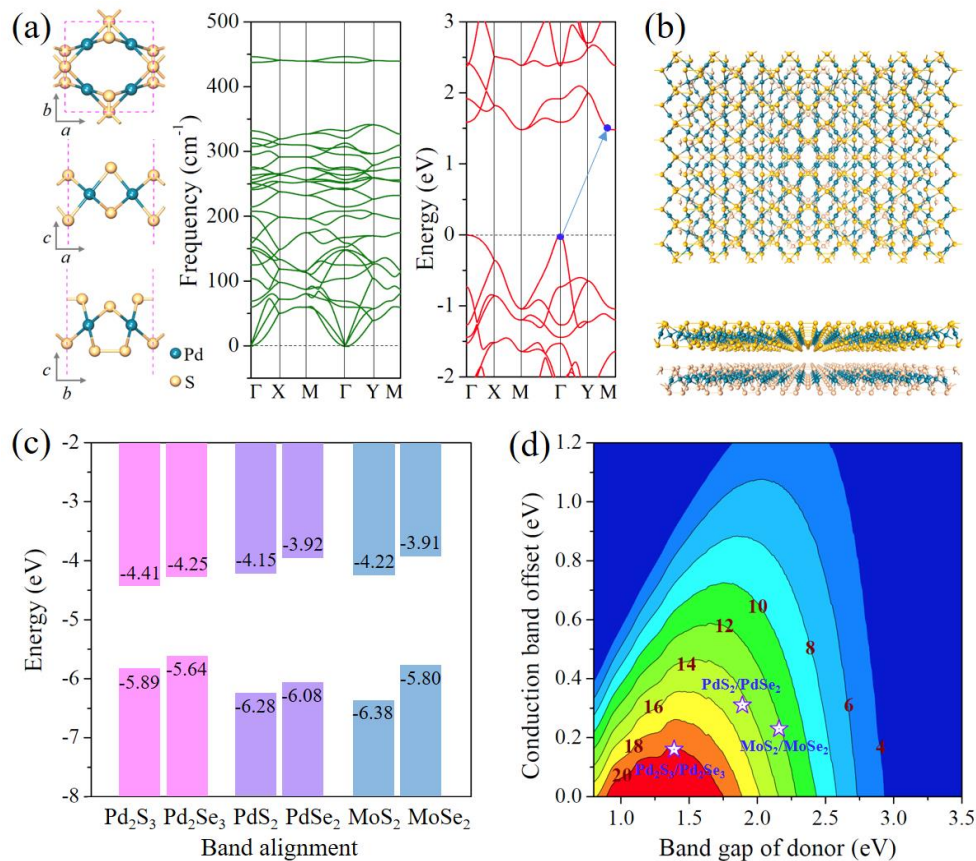 (a)
b
a
c
a
c
b
Pd
S
Frequency (cm⁻¹)
500
400
300
200
100
0
Γ X M Γ Y M
Energy (eV)
3
2
1
0
-1
-2
Γ X M Γ Y M
(b)
(c)
Energy (eV)
-2
-3
-4
-5
-6
-7
-8
-4.41
-4.25
-4.15
-3.92
-4.22
-3.91
-5.89
-5.64
-6.28
-6.08
-6.38
-5.80
Pd₂S₃ Pd₂Se₃ PdS₂ PdSe₂ MoS₂ MoSe₂
Band alignment
(d)
Conduction band offset (eV)
1.2
1.0
0.8
0.6
0.4
0.2
0.0
10
12
8
14
PdS₂/PdSe₂
16
6
MoS₂/MoSe₂
4
18
Pd₂S₃/Pd₂Se₃
20
1.0 1.5 2.0 2.5 3.0 3.5
Band gap of donor (eV)